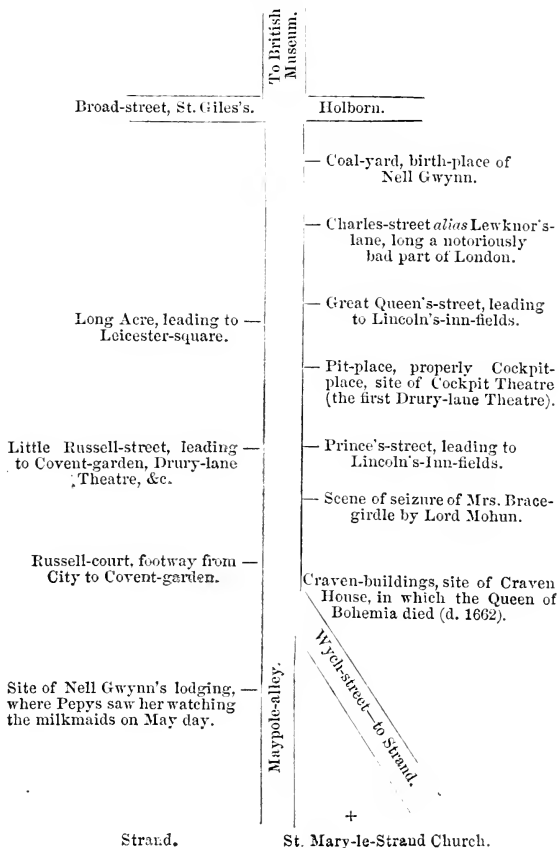 To British
Museum.
Broad-street, St. Giles's.
Holborn.
— Coal-yard, birth-place of
Nell Gwynn.
— Charles-street alias Lewknor's-
lane, long a notoriously
bad part of London.
— Great Queen's-street, leading
to Lincoln's-inn-fields.
Long Acre, leading to —
Leicester-square.
— Pit-place, properly Cockpit-
place, site of Cockpit Theatre
(the first Drury-lane Theatre).
Little Russell-street, leading —
to Covent-garden, Drury-lane
Theatre, &c.
— Prince's-street, leading to
Lincoln's-Inn-fields.
— Scene of seizure of Mrs. Brace-
girdle by Lord Mohun.
Russell-court, footway from —
City to Covent-garden.
Craven-buildings, site of Craven
House, in which the Queen of
Bohemia died (d. 1662).
Wych-street—to Strand.
Site of Nell Gwynn's lodging, —
where Pepys saw her watching
the milkmaids on May day.
Maypole-alley.
+
Strand.
St. Mary-le-Strand Church.